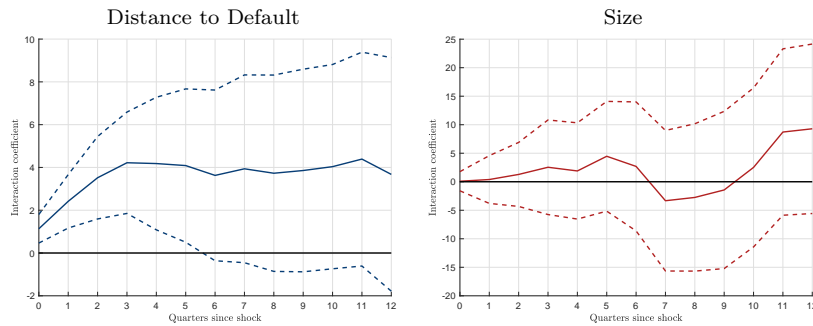 Distance to Default
10
8
6
4
2
0
-2
Interaction coefficient
0 1 2 3 4 5 6 7 8 9 10 11 12
Quarters since shock
Size
25
20
15
10
5
0
-5
-10
-15
-20
Interaction coefficient
0 1 2 3 4 5 6 7 8 9 10 11 12
Quarters since shock